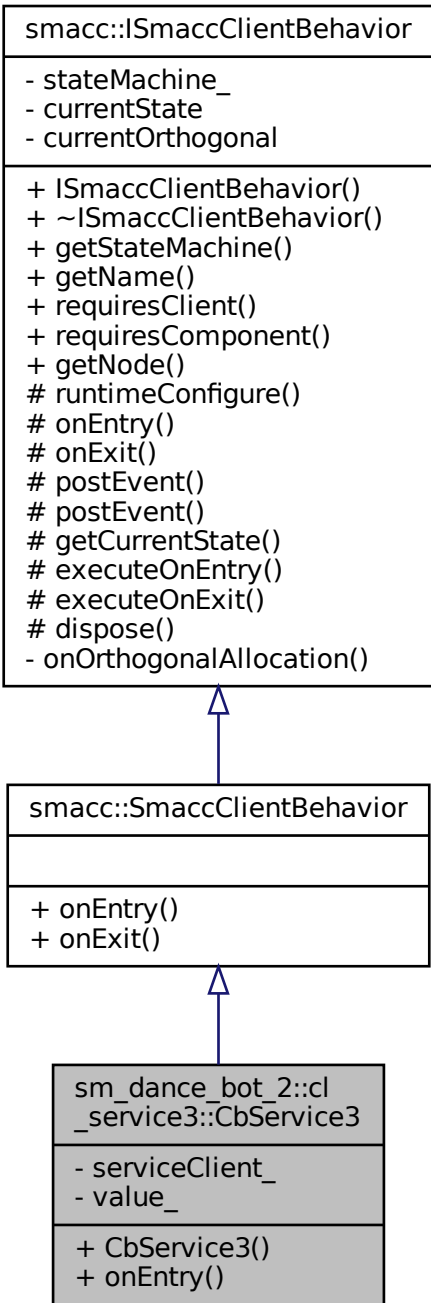 smacc::ISmaccClientBehavior
- stateMachine_
- currentState
- currentOrthogonal
+ ISmaccClientBehavior()
+ ~ISmaccClientBehavior()
+ getStateMachine()
+ getName()
+ requiresClient()
+ requiresComponent()
+ getNode()
# runtimeConfigure()
# onEntry()
# onExit()
# postEvent()
# postEvent()
# getCurrentState()
# executeOnEntry()
# executeOnExit()
# dispose()
- onOrthogonalAllocation()
smacc::SmaccClientBehavior
+ onEntry()
+ onExit()
sm_dance_bot_2::cl
_service3::CbService3
- serviceClient_
- value_
+ CbService3()
+ onEntry()